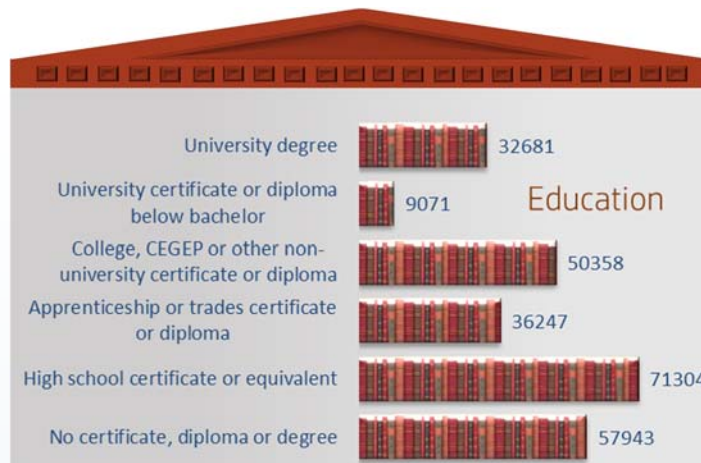 University degree 32681
University certificate or diploma
below bachelor 9071
Education
College, CEGEP or other non-
university certificate or diploma 50358
Apprenticeship or trades certificate
or diploma 36247
High school certificate or equivalent 71304
No certificate, diploma or degree 57943